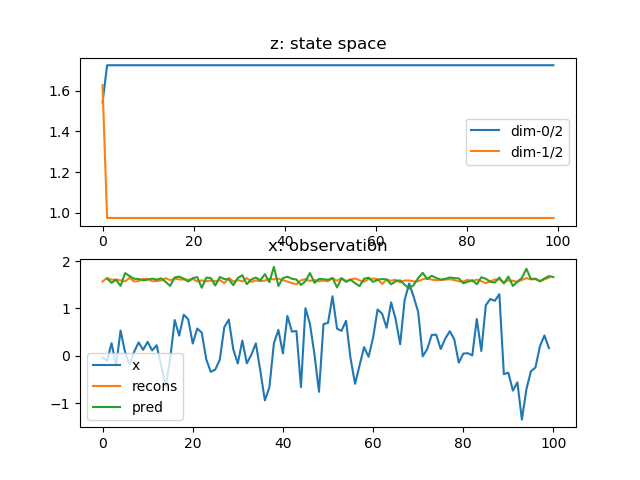 z: state space
1.6
1.4
1.2
1.0
dim-0/2
dim-1/2
0 20 40 60 80 100
x: observation
2
1
0
−1
x
recons
pred
0 20 40 60 80 100